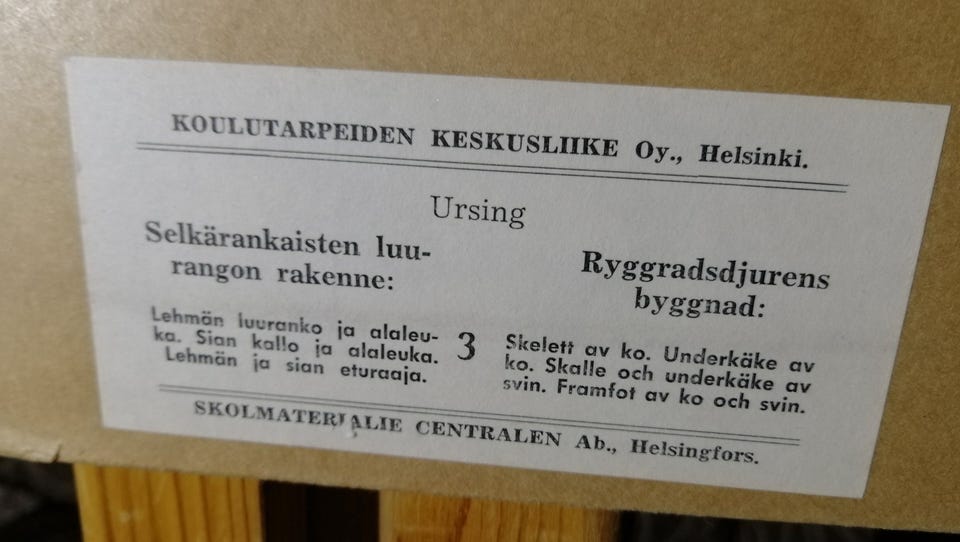 KOULUTARPEIDEN KESKUSLIIKE Oy., Helsinki.
Ursing
Selkärankaisten luu-
rangon rakenne:
Lehmän luuranko ja alaleu-
ka. Sian kallo ja alaleuka.
Lehmän ja sian eturaaja.
3
Ryggradsdjurens
byggnad:
Skelett av ko. Underkäke av
ko. Skalle och underkäke av
svin. Framfot av ko och svin.
SKOLMATERIALIE CENTRALEN Ab., Helsingfors.